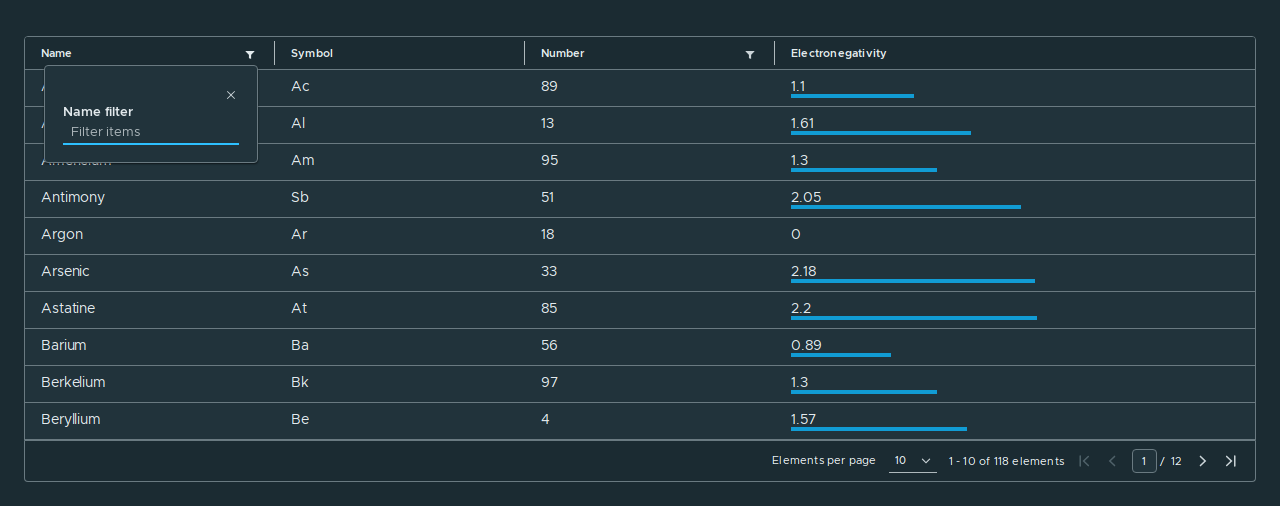 Name Symbol Number Electronegativity
Name filter
Filter items
Ac 89 1.1
Al 13 1.61
Am 95 1.3
Antimony Sb 51 2.05
Argon Ar 18 0
Arsenic As 33 2.18
Astatine At 85 2.2
Barium Ba 56 0.89
Berkelium Bk 97 1.3
Beryllium Be 4 1.57
Elements per page 10 1 - 10 of 118 elements 1 / 12